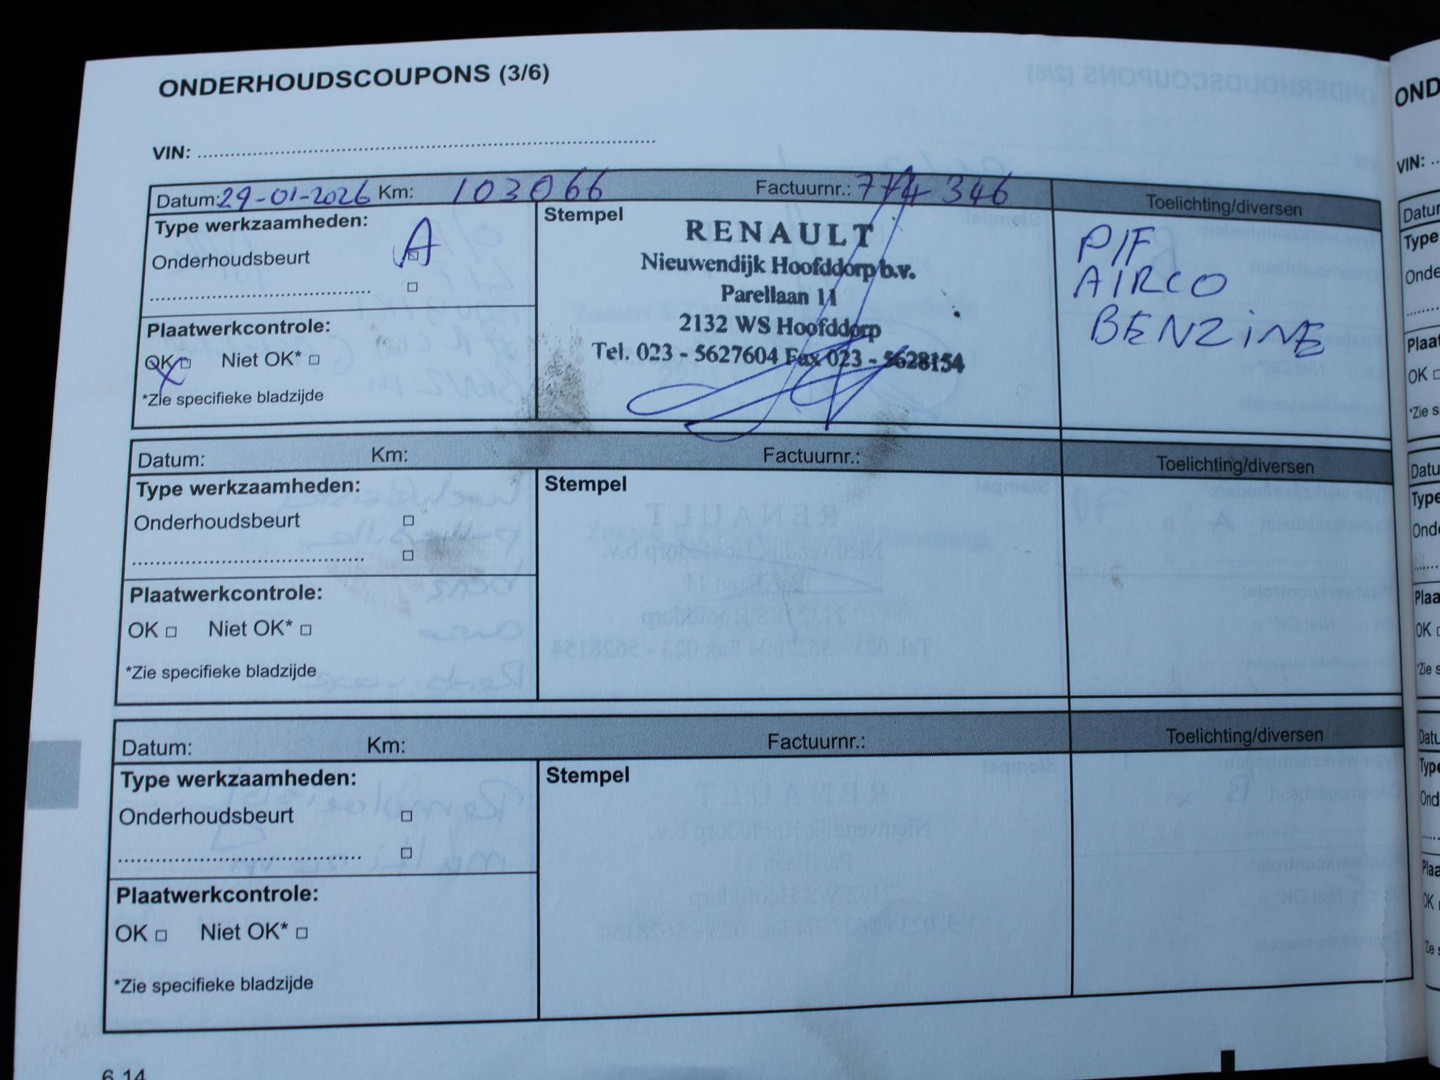 ONDERHOUDSCOUPONS (3/6)
VIN:
Datum: 29-01-2026 Km: 103066 Factuurnr.: 774346 Toelichting/diversen
Type werkzaamheden:
Onderhoudsbeurt A
Plaatwerkcontrole:
OK Niet OK*
*Zie specifieke bladzijde
Stempel
RENAULT
Nieuwendijk Hoofddorp b.v.
Parellaan 11
2132 WS Hoofddorp
Tel. 023 - 5627604 Fax 023 - 5628154
P/F
AIRCO
BENZINE
Datum: Km: Factuurnr.: Toelichting/diversen
Type werkzaamheden:
Onderhoudsbeurt
Plaatwerkcontrole:
OK Niet OK*
*Zie specifieke bladzijde
Stempel
Datum: Km: Factuurnr.: Toelichting/diversen
Type werkzaamheden:
Onderhoudsbeurt
Plaatwerkcontrole:
OK Niet OK*
*Zie specifieke bladzijde
Stempel
6.14